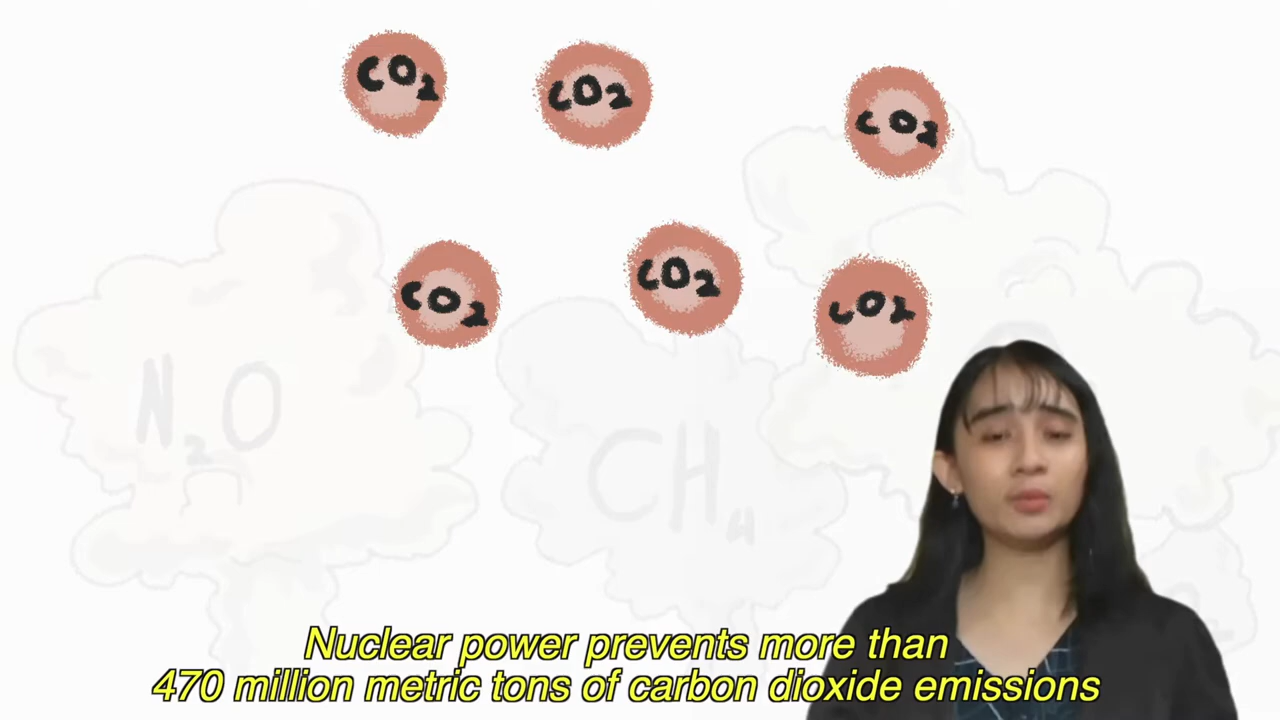 CO2
CO2
CO2
CO2
CO2
CO2
N2O
CH4
Nuclear power prevents more than
470 million metric tons of carbon dioxide emissions